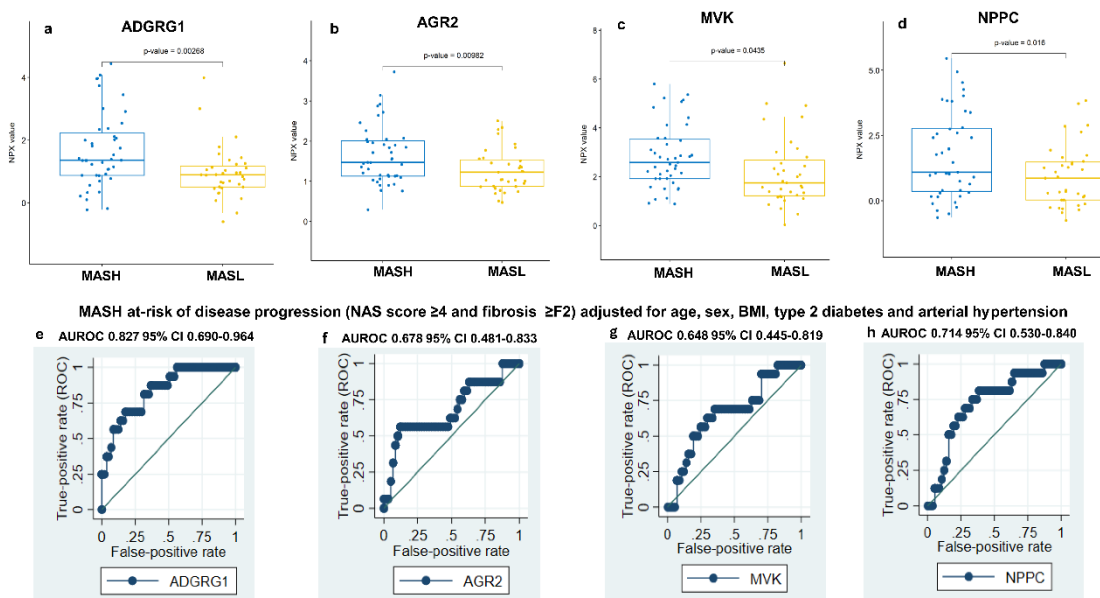 a
ADGRG1
p-value = 0.00268
NPX value
4
2
0
MASH
MASL
b
AGR2
p-value = 0.00982
NPX value
4
3
2
1
0
MASH
MASL
c
MVK
p-value = 0.0435
NPX value
8
6
4
2
0
MASH
MASL
d
NPPC
p-value = 0.016
NPX value
5.0
2.5
0.0
MASH
MASL
MASH at-risk of disease progression (NAS score ≥4 and fibrosis ≥F2) adjusted for age, sex, BMI, type 2 diabetes and arterial hypertension
e
AUROC 0.827 95% CI 0.690-0.964
True-positive rate (ROC)
1
.75
.5
.25
0
0 .25 .5 .75 1
False-positive rate
ADGRG1
f
AUROC 0.678 95% CI 0.481-0.833
True-positive rate (ROC)
1
.75
.5
.25
0
0 .25 .5 .75 1
False-positive rate
AGR2
g
AUROC 0.648 95% CI 0.445-0.819
True-positive rate (ROC)
1
.75
.5
.25
0
0 .25 .5 .75 1
False-positive rate
MVK
h
AUROC 0.714 95% CI 0.530-0.840
True-positive rate (ROC)
1
.75
.5
.25
0
0 .25 .5 .75 1
False-positive rate
NPPC